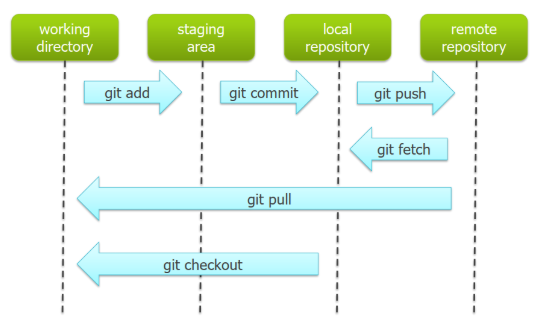 working
directory
staging
area
local
repository
remote
repository
git add
git commit
git push
git fetch
git pull
git checkout